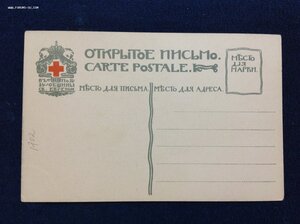 ОТКРЫТОЕ ПИСЬМО.
CARTE POSTALE.
МѢСТО
ДЛЯ
МАРКИ.
МѢСТО ДЛЯ ПИСЬМА
МѢСТО ДЛЯ АДРЕСА.